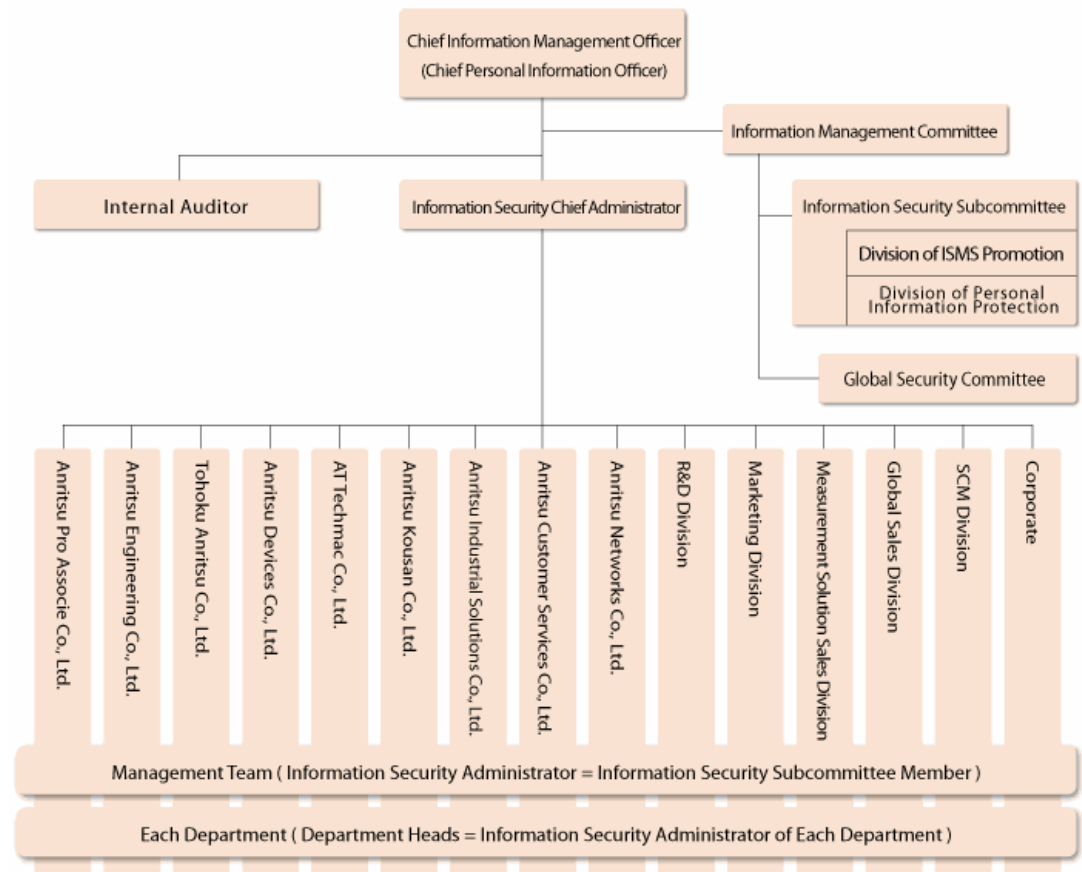 Chief Information Management Officer
(Chief Personal Information Officer)
Information Management Committee
Internal Auditor
Information Security Chief Administrator
Information Security Subcommittee
Division of ISMS Promotion
Division of Personal
Information Protection
Global Security Committee
Anritsu Pro Associe Co., Ltd.
Anritsu Engineering Co., Ltd.
Tohoku Anritsu Co., Ltd.
Anritsu Devices Co., Ltd.
AT Techmac Co., Ltd.
Anritsu Kousan Co., Ltd.
Anritsu Industrial Solutions Co., Ltd.
Anritsu Customer Services Co., Ltd.
Anritsu Networks Co., Ltd.
R&D Division
Marketing Division
Measurement Solution Sales Division
Global Sales Division
SCM Division
Corporate
Management Team ( Information Security Administrator = Information Security Subcommittee Member )
Each Department ( Department Heads = Information Security Administrator of Each Department )